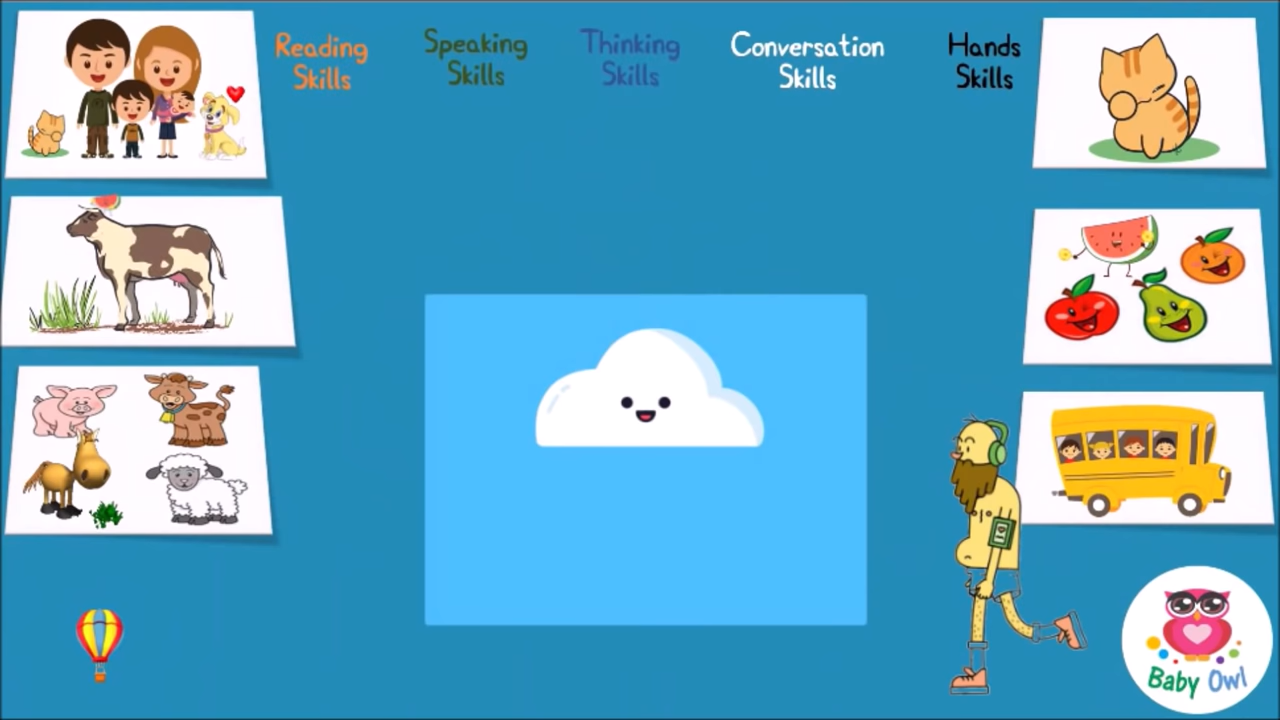 Reading
Skills
Speaking
Skills
Thinking
Skills
Conversation
Skills
Hands
Skills
Baby Owl